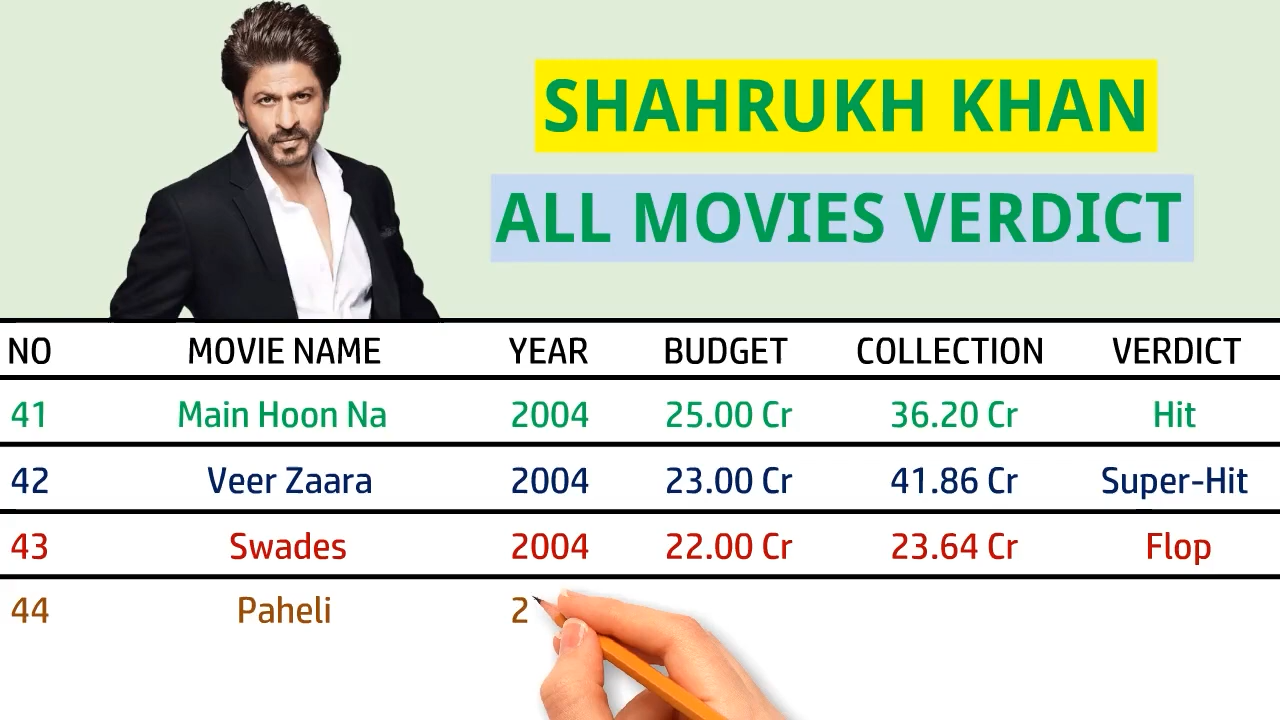 SHAHRUKH KHAN
ALL MOVIES VERDICT
NO MOVIE NAME YEAR BUDGET COLLECTION VERDICT
41 Main Hoon Na 2004 25.00 Cr 36.20 Cr Hit
42 Veer Zaara 2004 23.00 Cr 41.86 Cr Super-Hit
43 Swades 2004 22.00 Cr 23.64 Cr Flop
44 Paheli 2